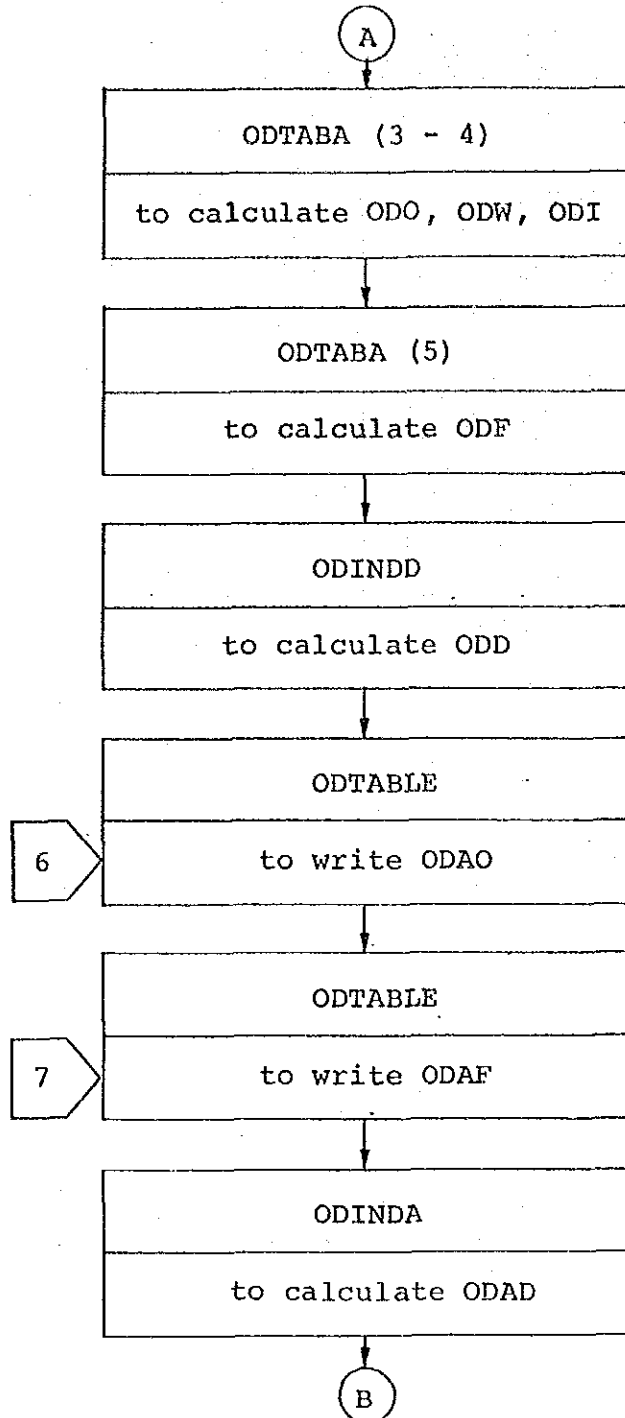 A
ODTABA (3 - 4)
to calculate ODO, ODW, ODI
ODTABA (5)
to calculate ODF
ODINDD
to calculate ODD
ODTABLE
6
to write ODAO
ODTABLE
7
to write ODAF
ODINDA
to calculate ODAD
B